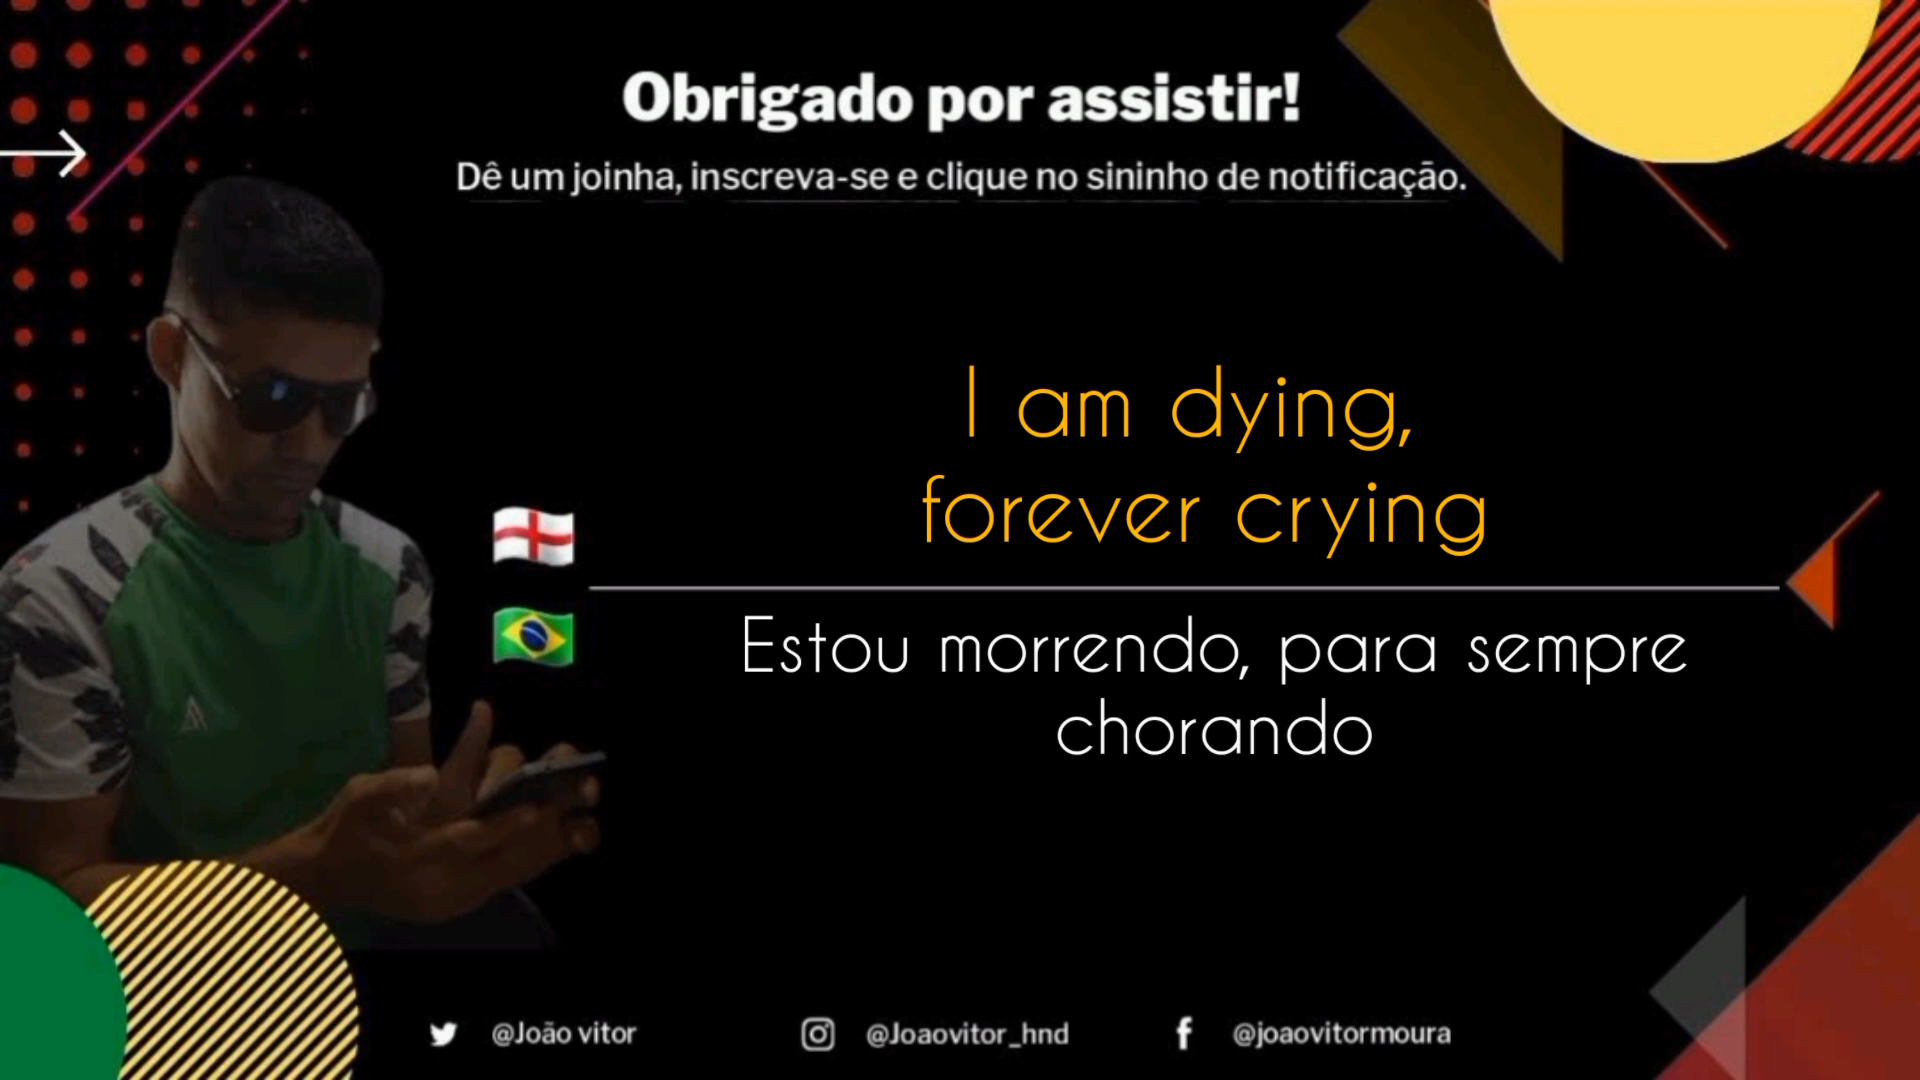 Obrigado por assistir!
Dê um joinha, inscreva-se e clique no sininho de notificação.
I am dying,
forever crying
Estou morrendo, para sempre
chorando
@João vitor
@Joaovitor_hnd
@joaovitormoura